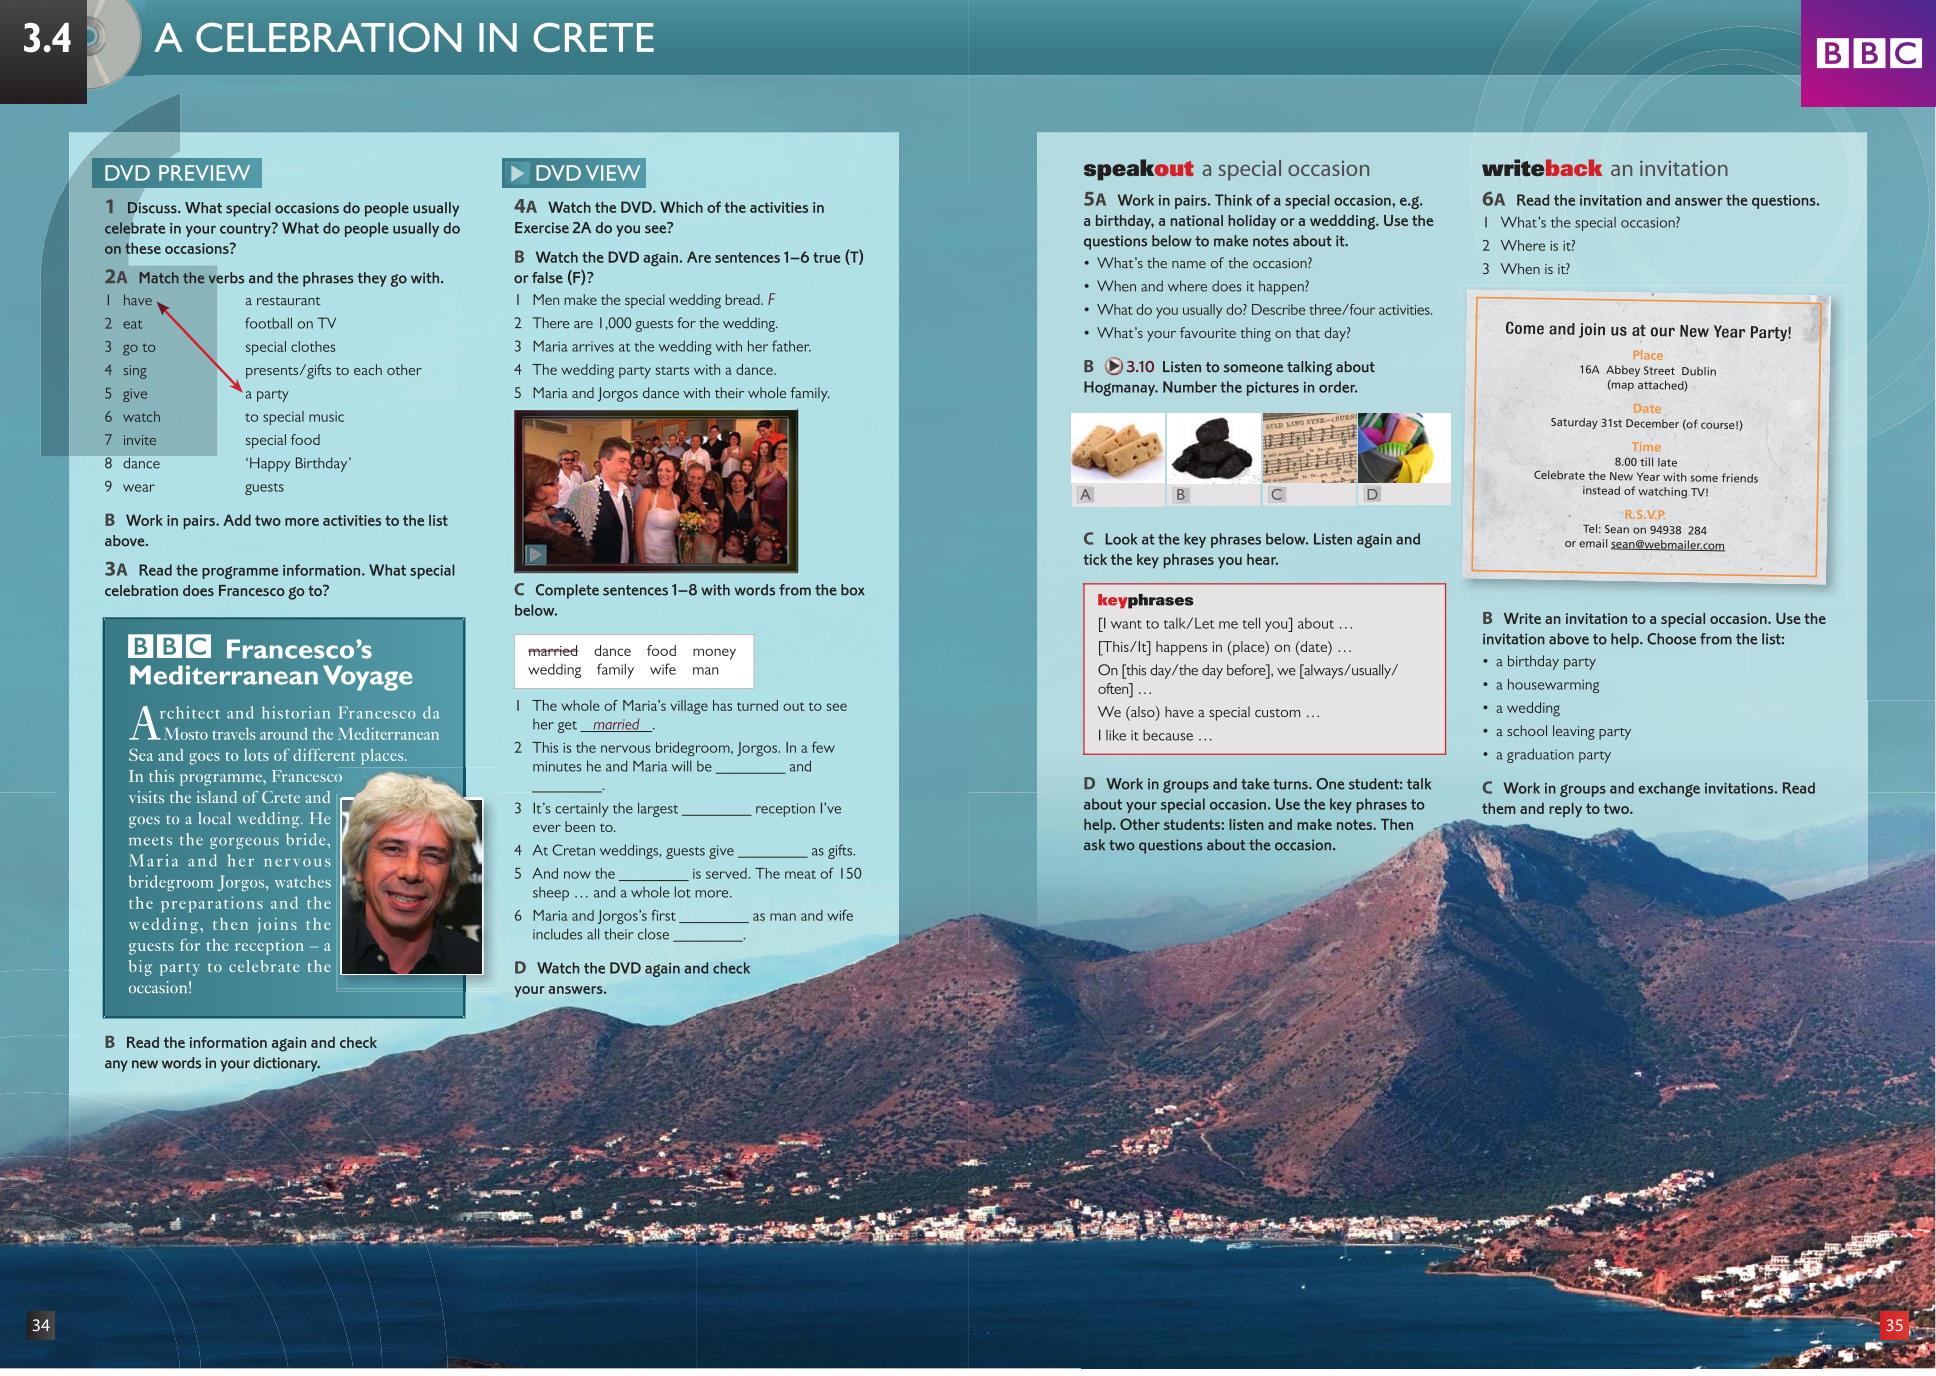 3.4
A CELEBRATION IN CRETE
BBC
DVD PREVIEW
1 Discuss. What special occasions do people usually
celebrate in your country? What do people usually do
on these occasions?
2A Match the verbs and the phrases they go with.
1 have a restaurant
2 eat football on TV
3 go to special clothes
4 sing presents/gifts to each other
5 give a party
6 watch to special music
7 invite special food
8 dance ‘Happy Birthday’
9 wear guests
B Work in pairs. Add two more activities to the list
above.
3A Read the programme information. What special
celebration does Francesco go to?
BBC Francesco’s
Mediterranean Voyage
Architect and historian Francesco da
Mosto travels around the Mediterranean
Sea and goes to lots of different places.
In this programme, Francesco
visits the island of Crete and
goes to a local wedding. He
meets the gorgeous bride,
Maria and her nervous
bridegroom Jorgos, watches
the preparations and the
wedding, then joins the
guests for the reception – a
big party to celebrate the
occasion!
B Read the information again and check
any new words in your dictionary.
DVD VIEW
4A Watch the DVD. Which of the activities in
Exercise 2A do you see?
B Watch the DVD again. Are sentences 1–6 true (T)
or false (F)?
1 Men make the special wedding bread. F
2 There are 1,000 guests for the wedding.
3 Maria arrives at the wedding with her father.
4 The wedding party starts with a dance.
5 Maria and Jorgos dance with their whole family.
C Complete sentences 1–8 with words from the box
below.
married dance food money
wedding family wife man
1 The whole of Maria’s village has turned out to see
her get married.
2 This is the nervous bridegroom, Jorgos. In a few
minutes he and Maria will be _________ and
_________.
3 It’s certainly the largest _________ reception I’ve
ever been to.
4 At Cretan weddings, guests give _________ as gifts.
5 And now the _________ is served. The meat of 150
sheep … and a whole lot more.
6 Maria and Jorgos’s first _________ as man and wife
includes all their close _________.
D Watch the DVD again and check
your answers.
speakout a special occasion
5A Work in pairs. Think of a special occasion, e.g.
a birthday, a national holiday or a weddding. Use the
questions below to make notes about it.
• What’s the name of the occasion?
• When and where does it happen?
• What do you usually do? Describe three/four activities.
• What’s your favourite thing on that day?
B 3.10 Listen to someone talking about
Hogmanay. Number the pictures in order.
AULD LANG SYNE.
A B C D
C Look at the key phrases below. Listen again and
tick the key phrases you hear.
keyphrases
[I want to talk/Let me tell you] about …
[This/It] happens in (place) on (date) …
On [this day/the day before], we [always/usually/
often] …
We (also) have a special custom …
I like it because …
D Work in groups and take turns. One student: talk
about your special occasion. Use the key phrases to
help. Other students: listen and make notes. Then
ask two questions about the occasion.
writeback an invitation
6A Read the invitation and answer the questions.
1 What’s the special occasion?
2 Where is it?
3 When is it?
Come and join us at our New Year Party!
Place
16A Abbey Street Dublin
(map attached)
Date
Saturday 31st December (of course!)
Time
8.00 till late
Celebrate the New Year with some friends
instead of watching TV!
R.S.V.P.
Tel: Sean on 94938 284
or email sean@webmailer.com
B Write an invitation to a special occasion. Use the
invitation above to help. Choose from the list:
• a birthday party
• a housewarming
• a wedding
• a school leaving party
• a graduation party
C Work in groups and exchange invitations. Read
them and reply to two.
34
35